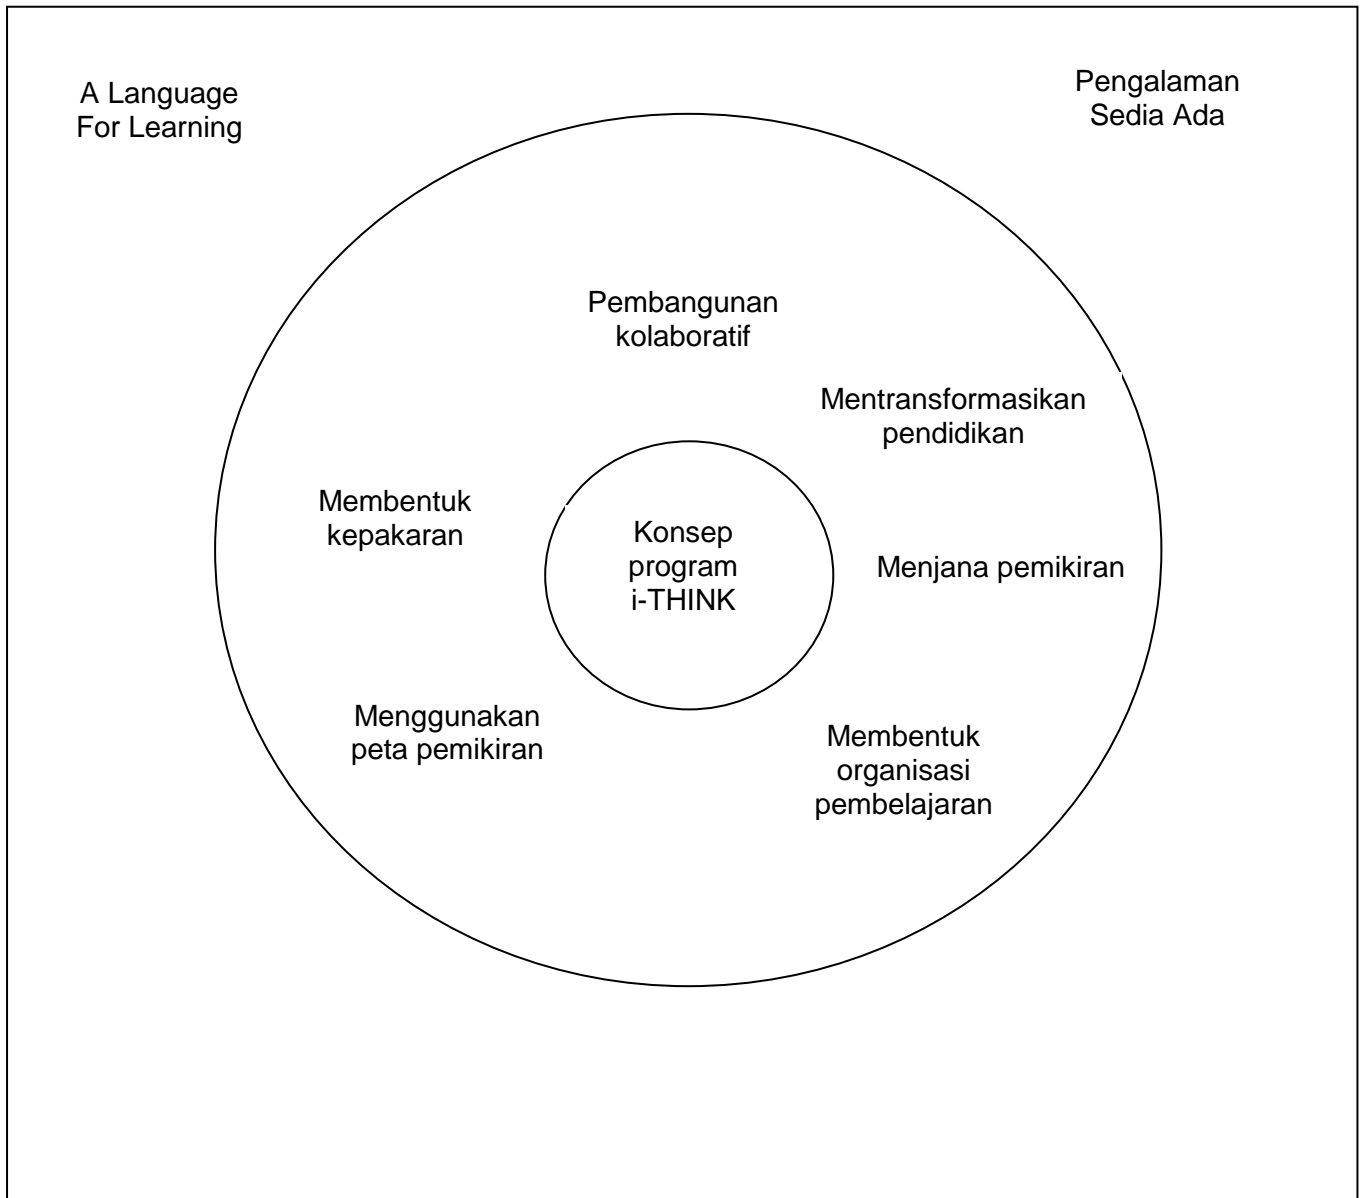 A Language
For Learning
Pengalaman
Sedia Ada
Pembangunan
kolaboratif
Mentransformasikan
pendidikan
Membentuk
kepakaran
Konsep
program
i-THINK
Menjana pemikiran
Menggunakan
peta pemikiran
Membentuk
organisasi
pembelajaran